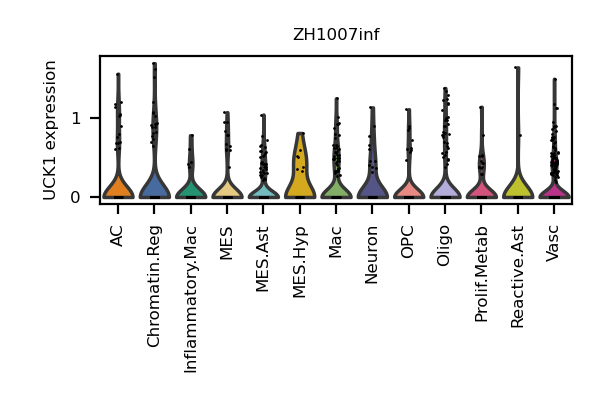 ZH1007inf
UCK1 expression
1
0
AC
Chromatin.Reg
Inflammatory.Mac
MES
MES.Ast
MES.Hyp
Mac
Neuron
OPC
Oligo
Prolif.Metab
Reactive.Ast
Vasc